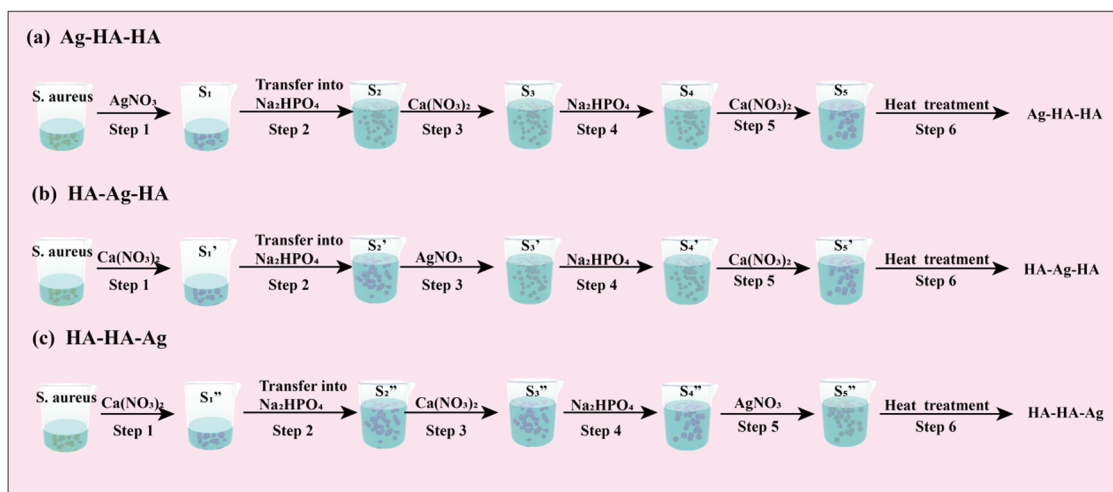 (a) Ag-HA-HA
S. aureus
AgNO₃
Step 1
S₁
Transfer into
Na₂HPO₄
Step 2
S₂
Ca(NO₃)₂
Step 3
S₃
Na₂HPO₄
Step 4
S₄
Ca(NO₃)₂
Step 5
S₅
Heat treatment
Step 6
Ag-HA-HA
(b) HA-Ag-HA
S. aureus
Ca(NO₃)₂
Step 1
S₁’
Transfer into
Na₂HPO₄
Step 2
S₂’
AgNO₃
Step 3
S₃’
Na₂HPO₄
Step 4
S₄’
Ca(NO₃)₂
Step 5
S₅’
Heat treatment
Step 6
HA-Ag-HA
(c) HA-HA-Ag
S. aureus
Ca(NO₃)₂
Step 1
S₁”
Transfer into
Na₂HPO₄
Step 2
S₂”
Ca(NO₃)₂
Step 3
S₃”
Na₂HPO₄
Step 4
S₄”
AgNO₃
Step 5
S₅”
Heat treatment
Step 6
HA-HA-Ag